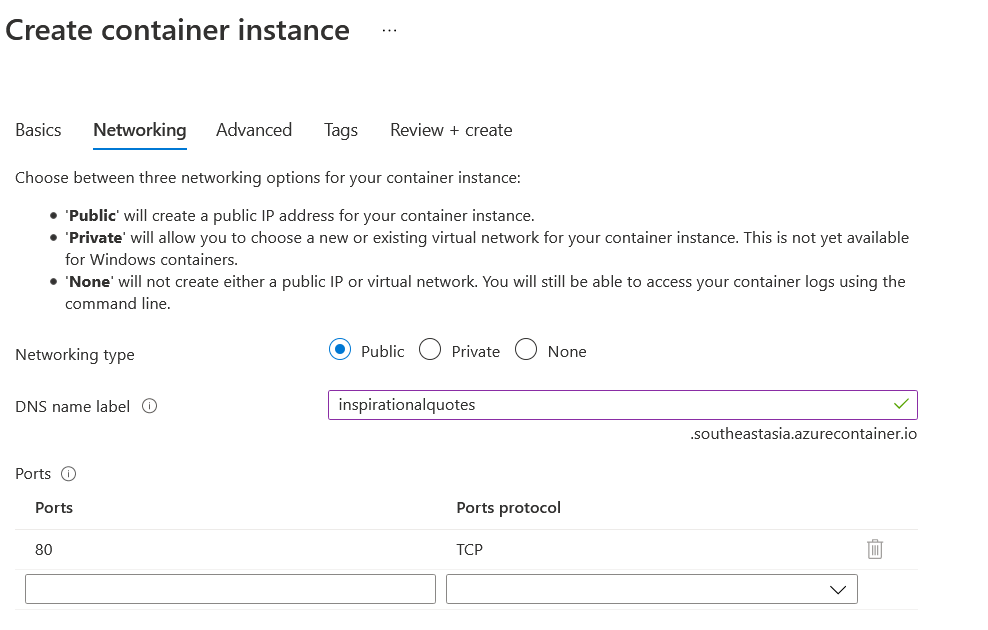 Create container instance ...
Basics Networking Advanced Tags Review + create
Choose between three networking options for your container instance:
• 'Public' will create a public IP address for your container instance.
• 'Private' will allow you to choose a new or existing virtual network for your container instance. This is not yet available
for Windows containers.
• 'None' will not create either a public IP or virtual network. You will still be able to access your container logs using the
command line.
Networking type Public Private None
DNS name label inspirationalquotes
.southeastasia.azurecontainer.io
Ports
Ports Ports protocol
80 TCP